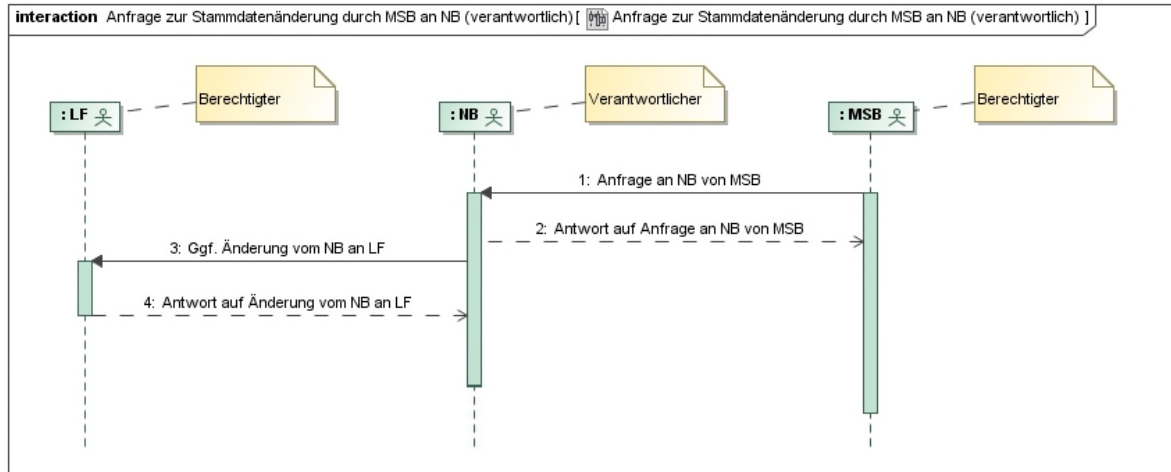 interaction Anfrage zur Stammdatenänderung durch MSB an NB (verantwortlich)[ Anfrage zur Stammdatenänderung durch MSB an NB (verantwortlich) ]
: LF
Berechtigter
: NB
Verantwortlicher
: MSB
Berechtigter
1: Anfrage an NB von MSB
2: Antwort auf Anfrage an NB von MSB
3: Ggf. Änderung vom NB an LF
4: Antwort auf Änderung vom NB an LF